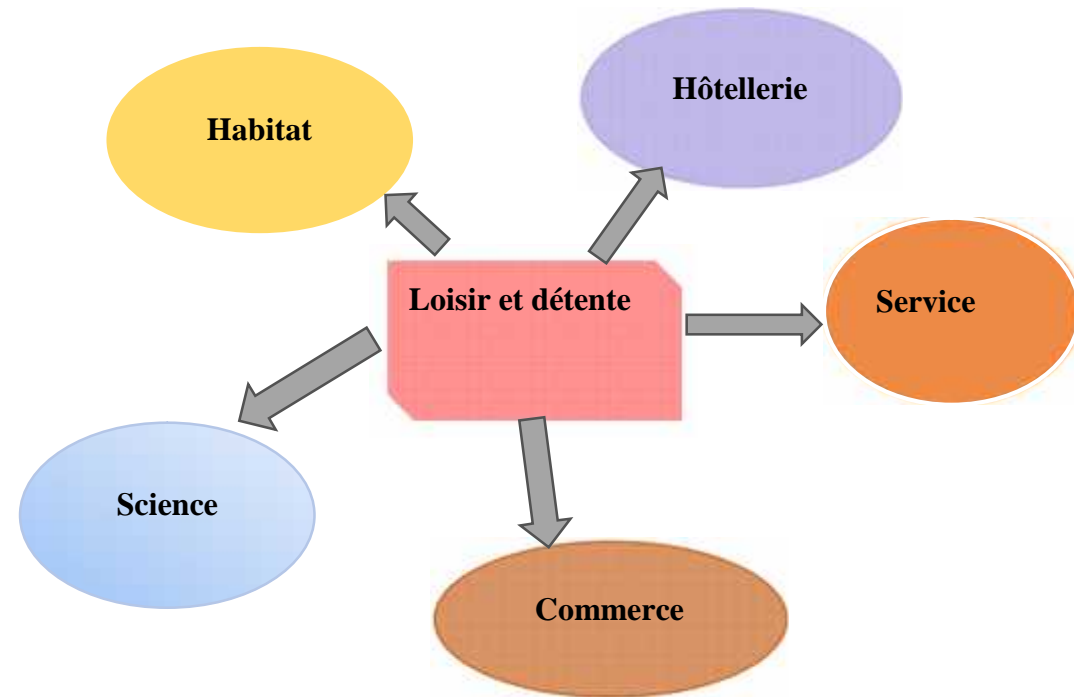 Hôtellerie
Habitat
Loisir et détente
Service
Science
Commerce